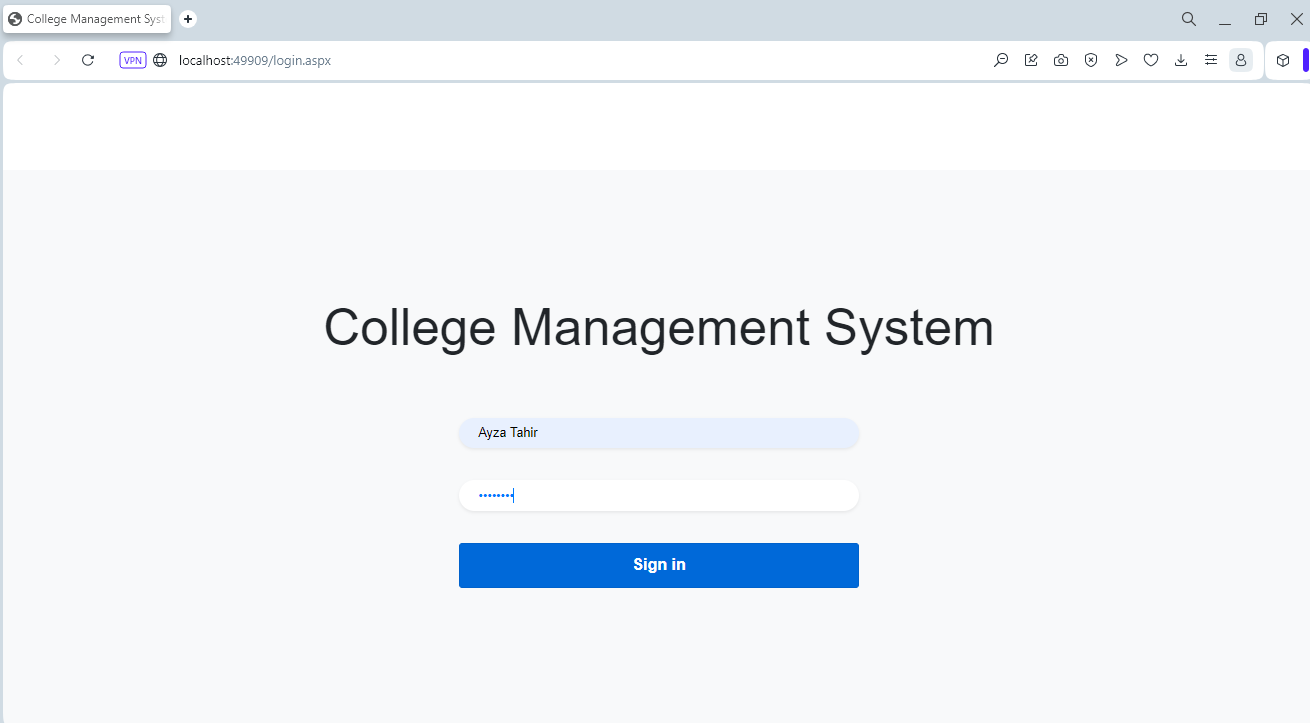 College Management Syst
VPN
localhost:49909/login.aspx
College Management System
Ayza Tahir
••••••••
Sign in